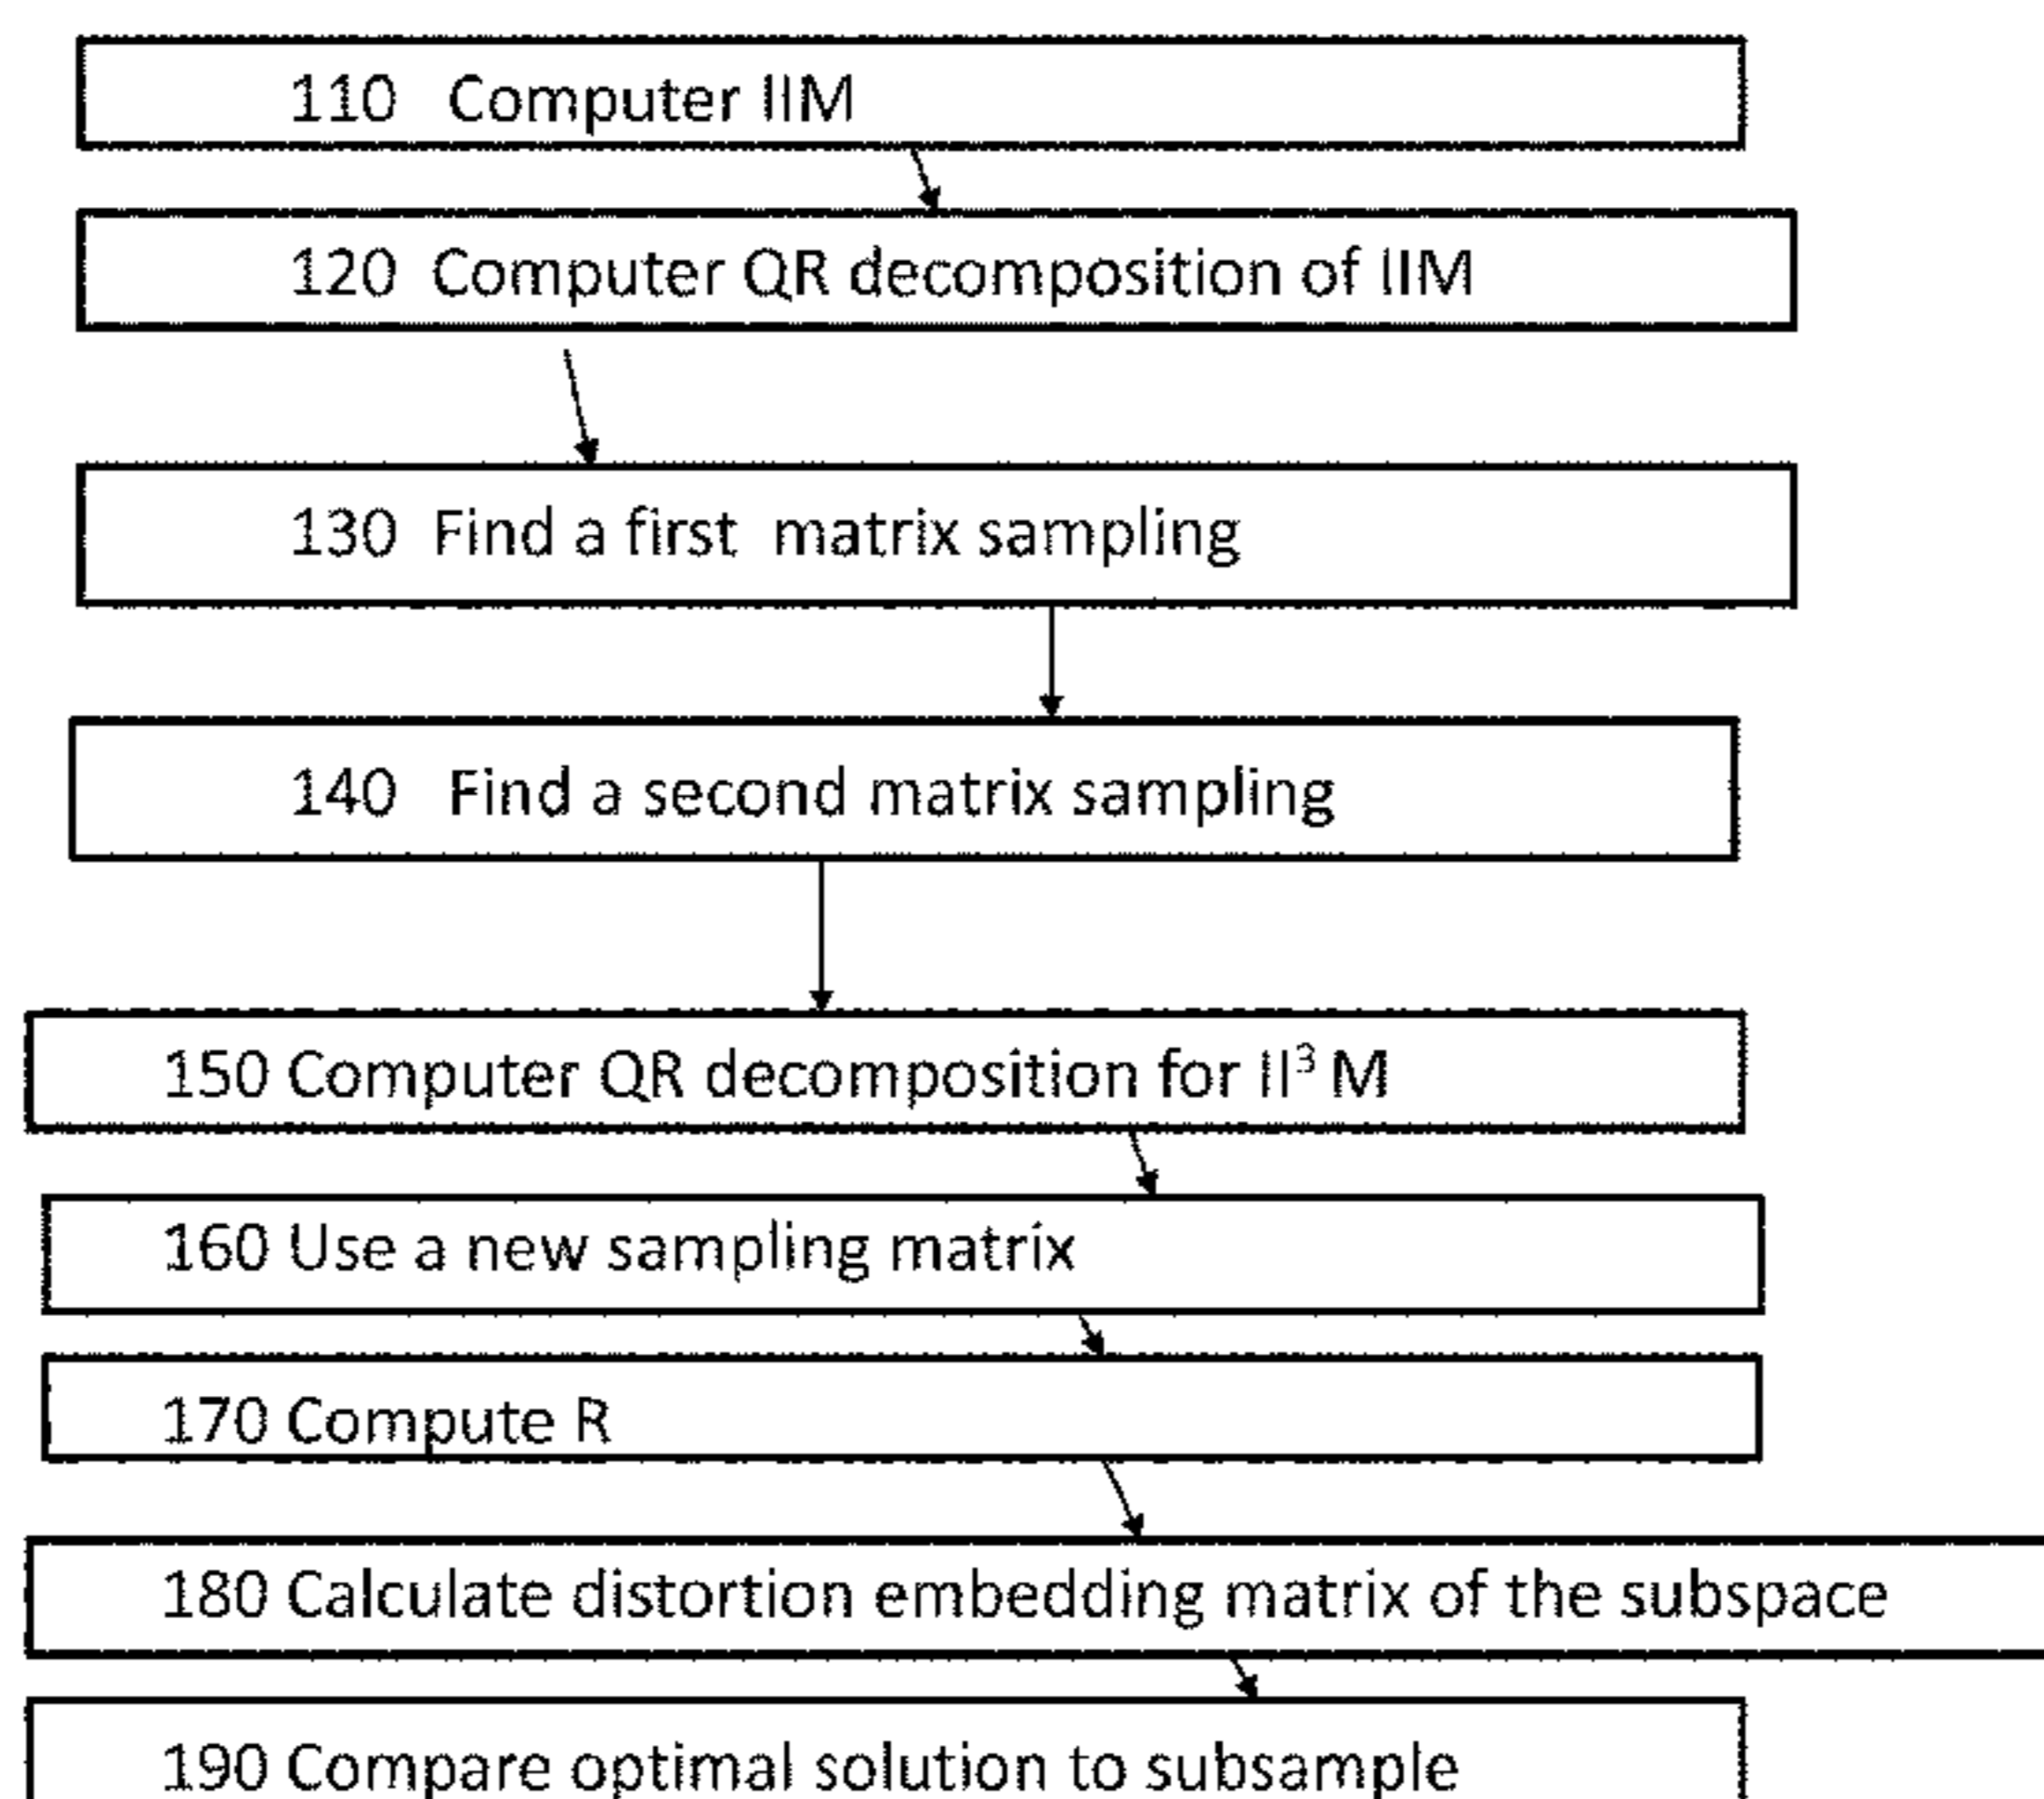 110 Computer IIM
120 Computer QR decomposition of IIM
130 Find a first matrix sampling
140 Find a second matrix sampling
150 Computer QR decomposition for II³ M
160 Use a new sampling matrix
170 Compute R
180 Calculate distortion embedding matrix of the subspace
190 Compare optimal solution to subsample